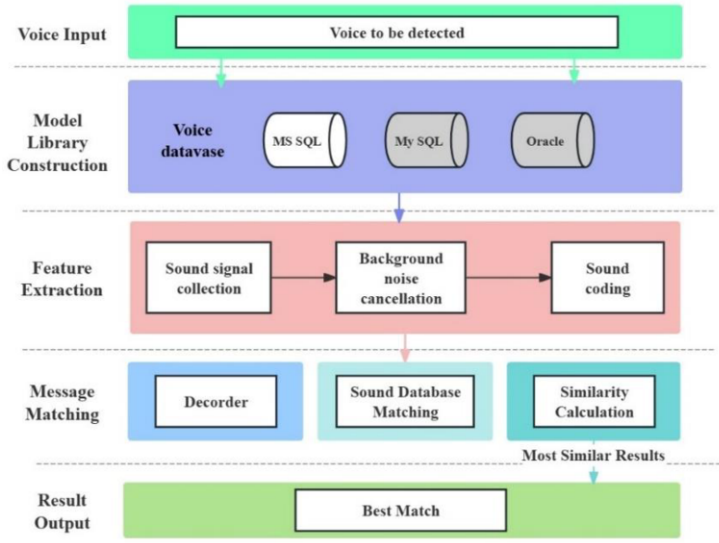 Voice Input
Voice to be detected
Model
Library
Construction
Voice
datavase
MS SQL
My SQL
Oracle
Feature
Extraction
Sound signal
collection
Background
noise
cancellation
Sound
coding
Message
Matching
Decorder
Sound Database
Matching
Similarity
Calculation
Most Similar Results
Result
Output
Best Match